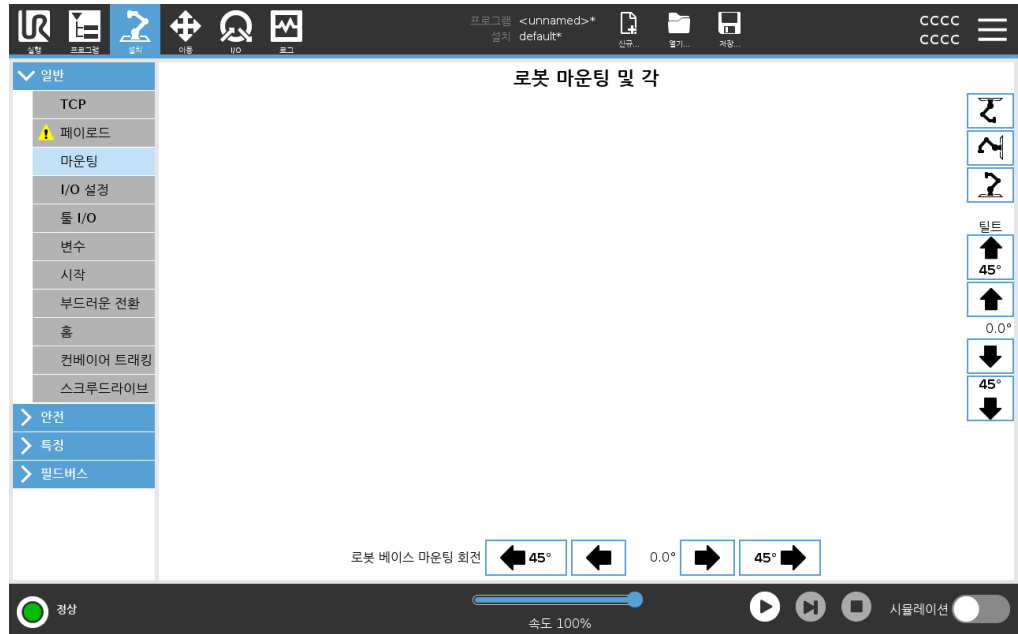 UR
실행
프로그램
설치
이동
I/O
로그
프로그램 <unnamed>*
설치 default*
신규...
열기...
저장...
cccc
cccc
일반
TCP
페이로드
마운팅
I/O 설정
툴 I/O
변수
시작
부드러운 전환
홈
컨베이어 트래킹
스크루드라이브
안전
특징
필드버스
로봇 마운팅 및 각
틸트
45°
0.0°
45°
로봇 베이스 마운팅 회전 45° 0.0° 45°
정상
속도 100%
시뮬레이션